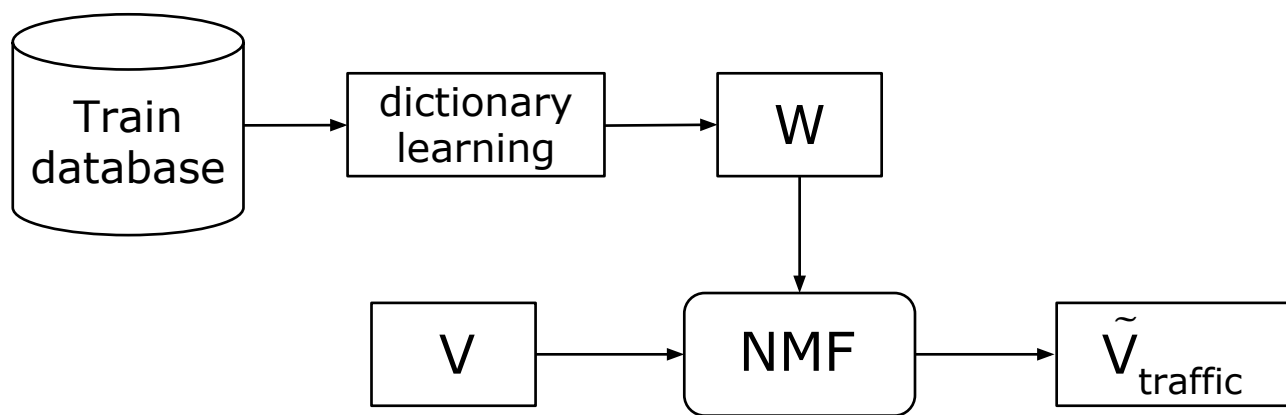 Train
database
dictionary
learning
W
V
NMF
Ṽtraffic